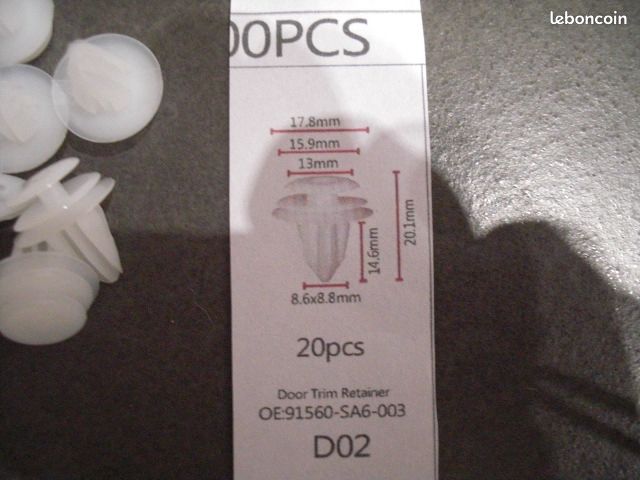 leboncoin
00PCS
17.8mm
15.9mm
13mm
20.1mm
14.6mm
8.6x8.8mm
20pcs
Door Trim Retainer
OE:91560-SA6-003
D02